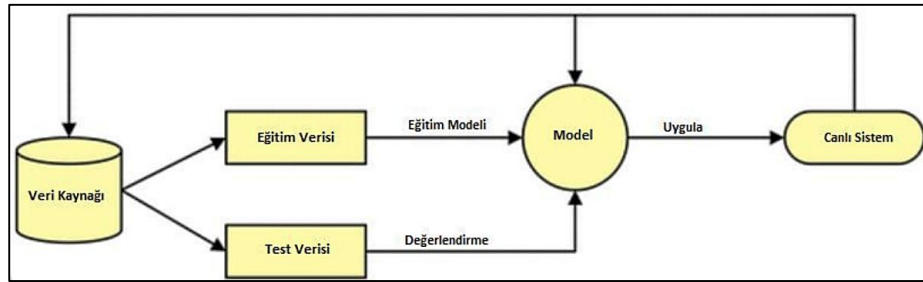 Veri Kaynağı
Eğitim Verisi
Eğitim Modeli
Model
Uygula
Canlı Sistem
Test Verisi
Değerlendirme